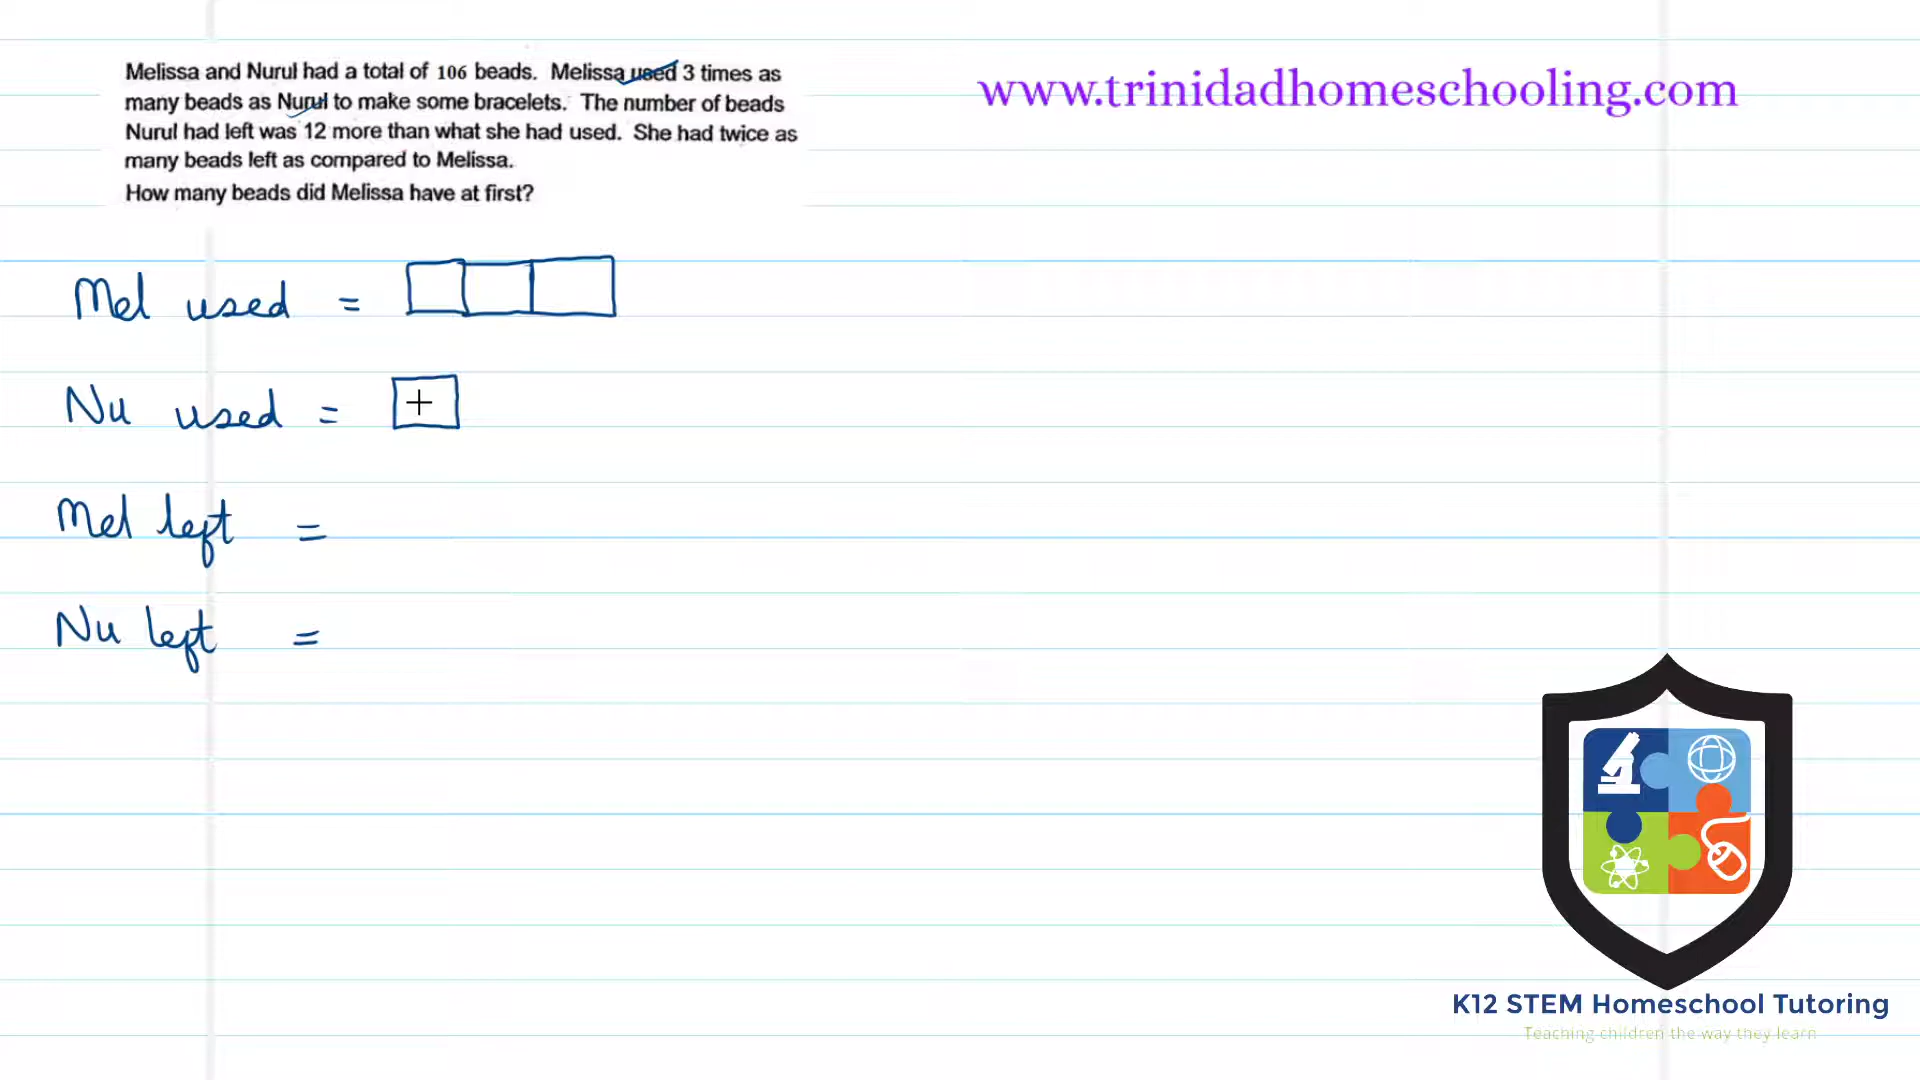 Melissa and Nurul had a total of 106 beads. Melissa used 3 times as
many beads as Nurul to make some bracelets. The number of beads
Nurul had left was 12 more than what she had used. She had twice as
many beads left as compared to Melissa.
How many beads did Melissa have at first?
www.trinidadhomeschooling.com
Mel used =
Nu used =
Mel left =
Nu left =
K12 STEM Homeschool Tutoring
Teaching children the way they learn